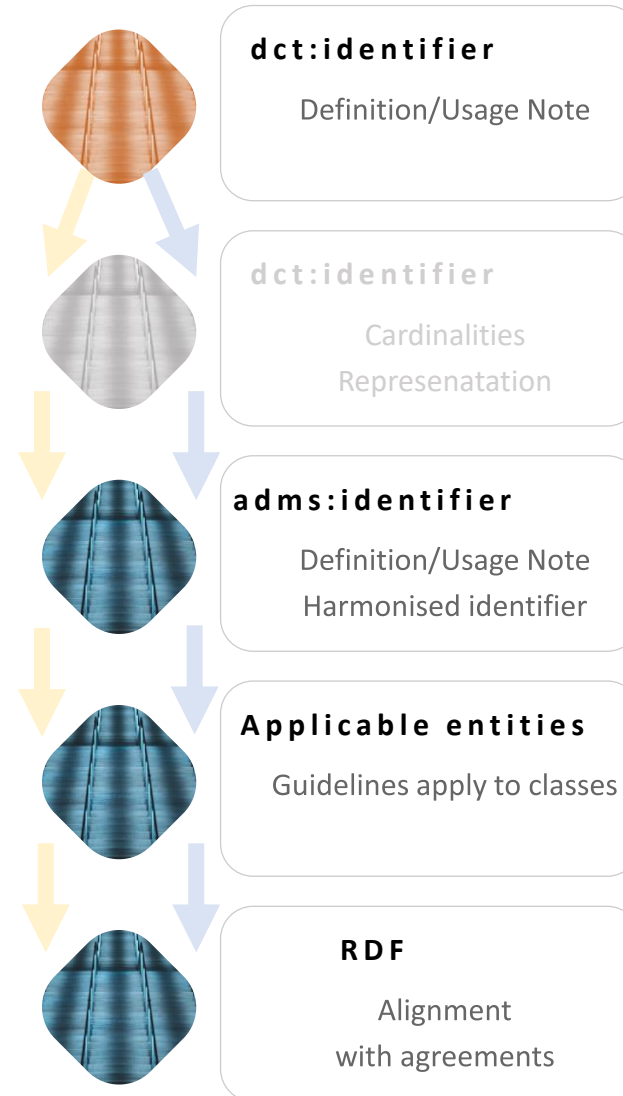 dct:identifier
Definition/Usage Note
dct:identifier
Cardinalities
Represenatation
adms:identifier
Definition/Usage Note
Harmonised identifier
Applicable entities
Guidelines apply to classes
RDF
Alignment
with agreements